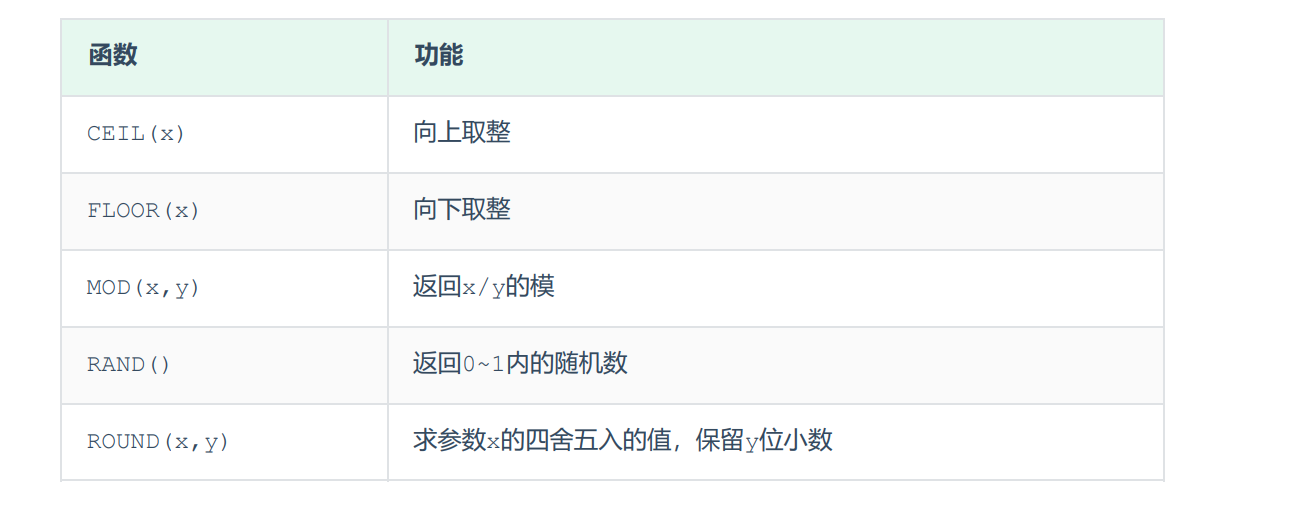 函数 功能
CEIL(x) 向上取整
FLOOR(x) 向下取整
MOD(x,y) 返回x/y的模
RAND() 返回0~1内的随机数
ROUND(x,y) 求参数x的四舍五入的值，保留y位小数